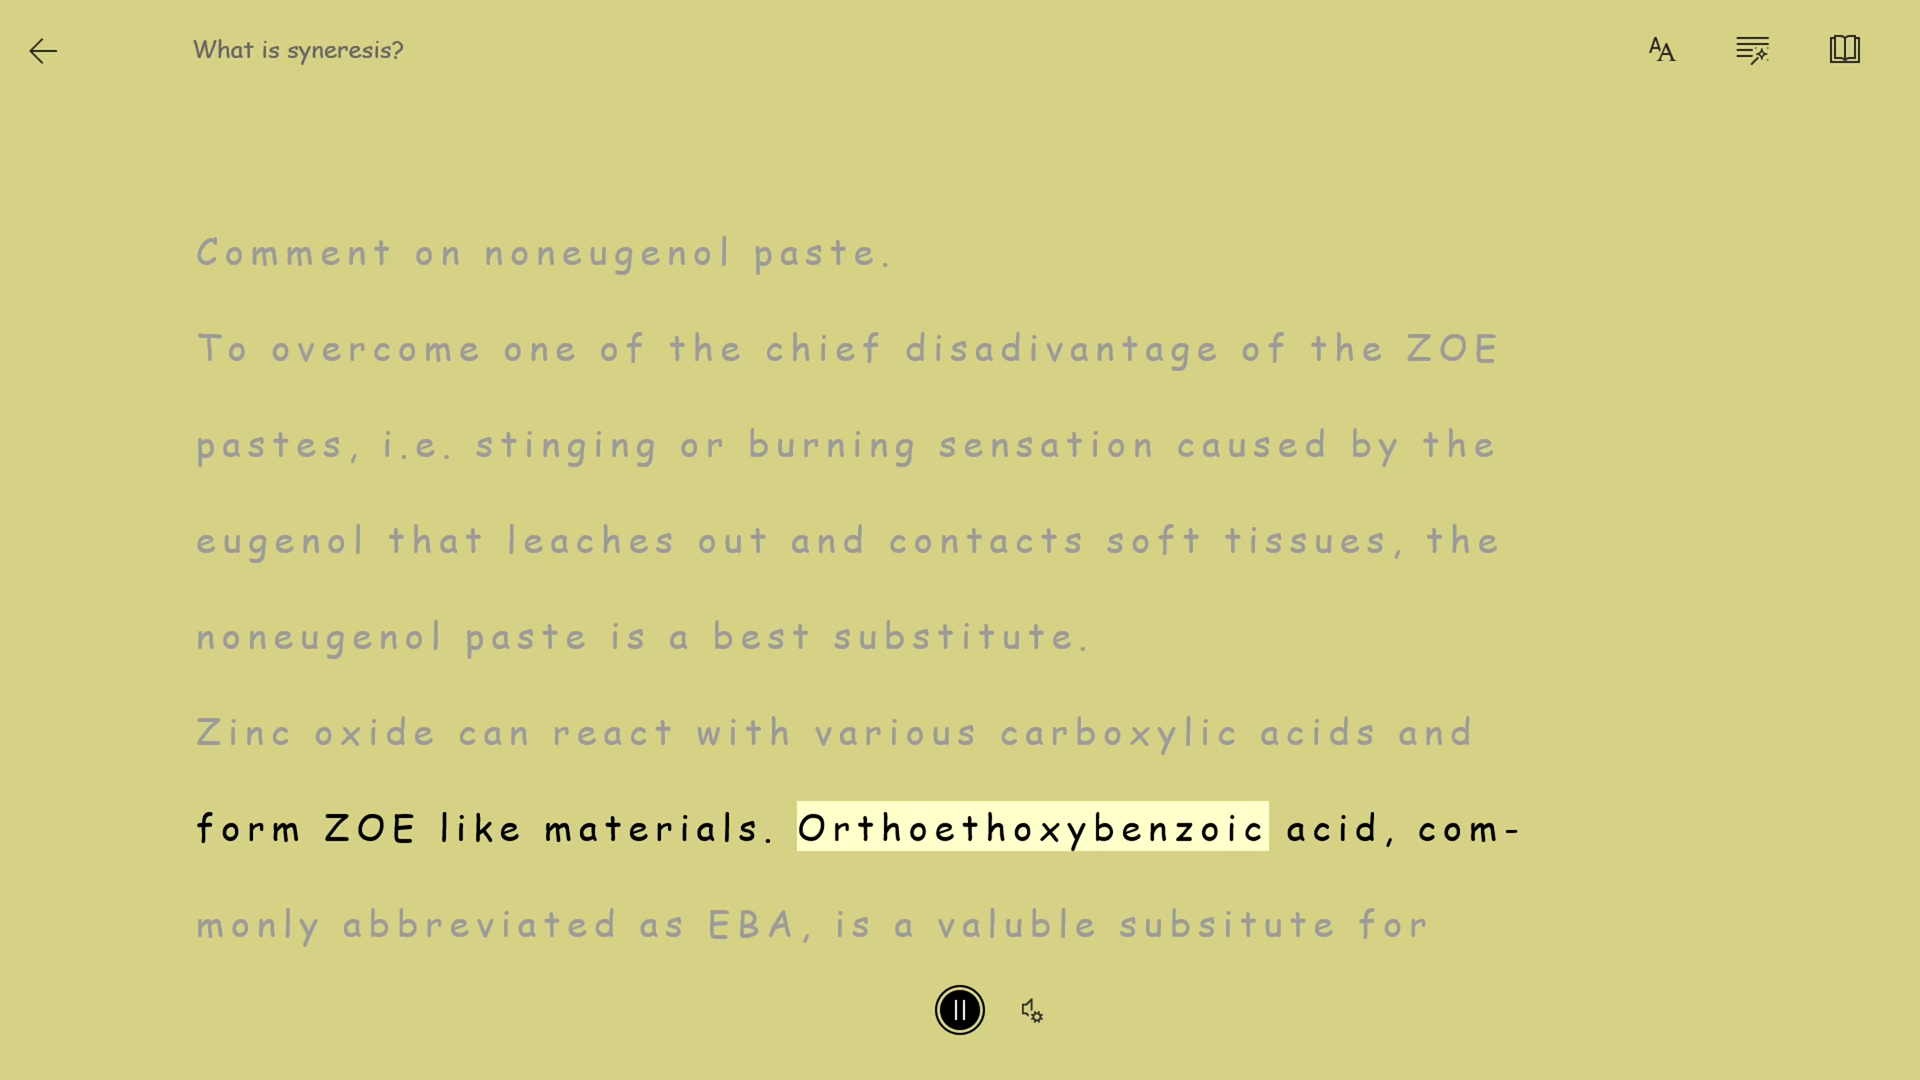 What is syneresis?
Comment on noneugenol paste.
To overcome one of the chief disadivantage of the ZOE
pastes, i.e. stinging or burning sensation caused by the
eugenol that leaches out and contacts soft tissues, the
noneugenol paste is a best substitute.
Zinc oxide can react with various carboxylic acids and
form ZOE like materials. Orthoethoxybenzoic acid, com-
monly abbreviated as EBA, is a valuble subsitute for